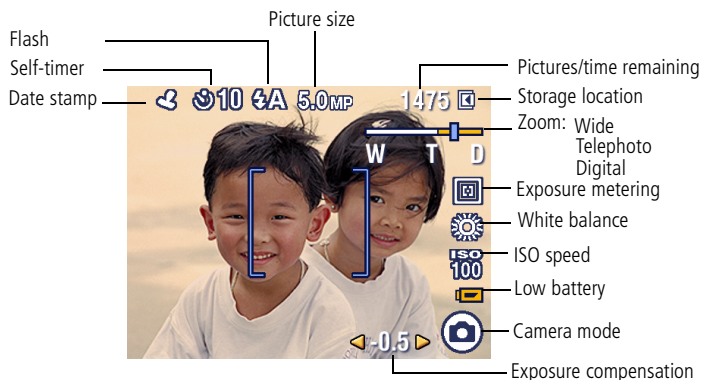 Picture size
Flash
Self-timer
Date stamp
10 A 5.0MP
1475
Pictures/time remaining
Storage location
Zoom: Wide
Telephoto
Digital
W T D
Exposure metering
White balance
ISO
100
ISO speed
Low battery
Camera mode
-0.5
Exposure compensation